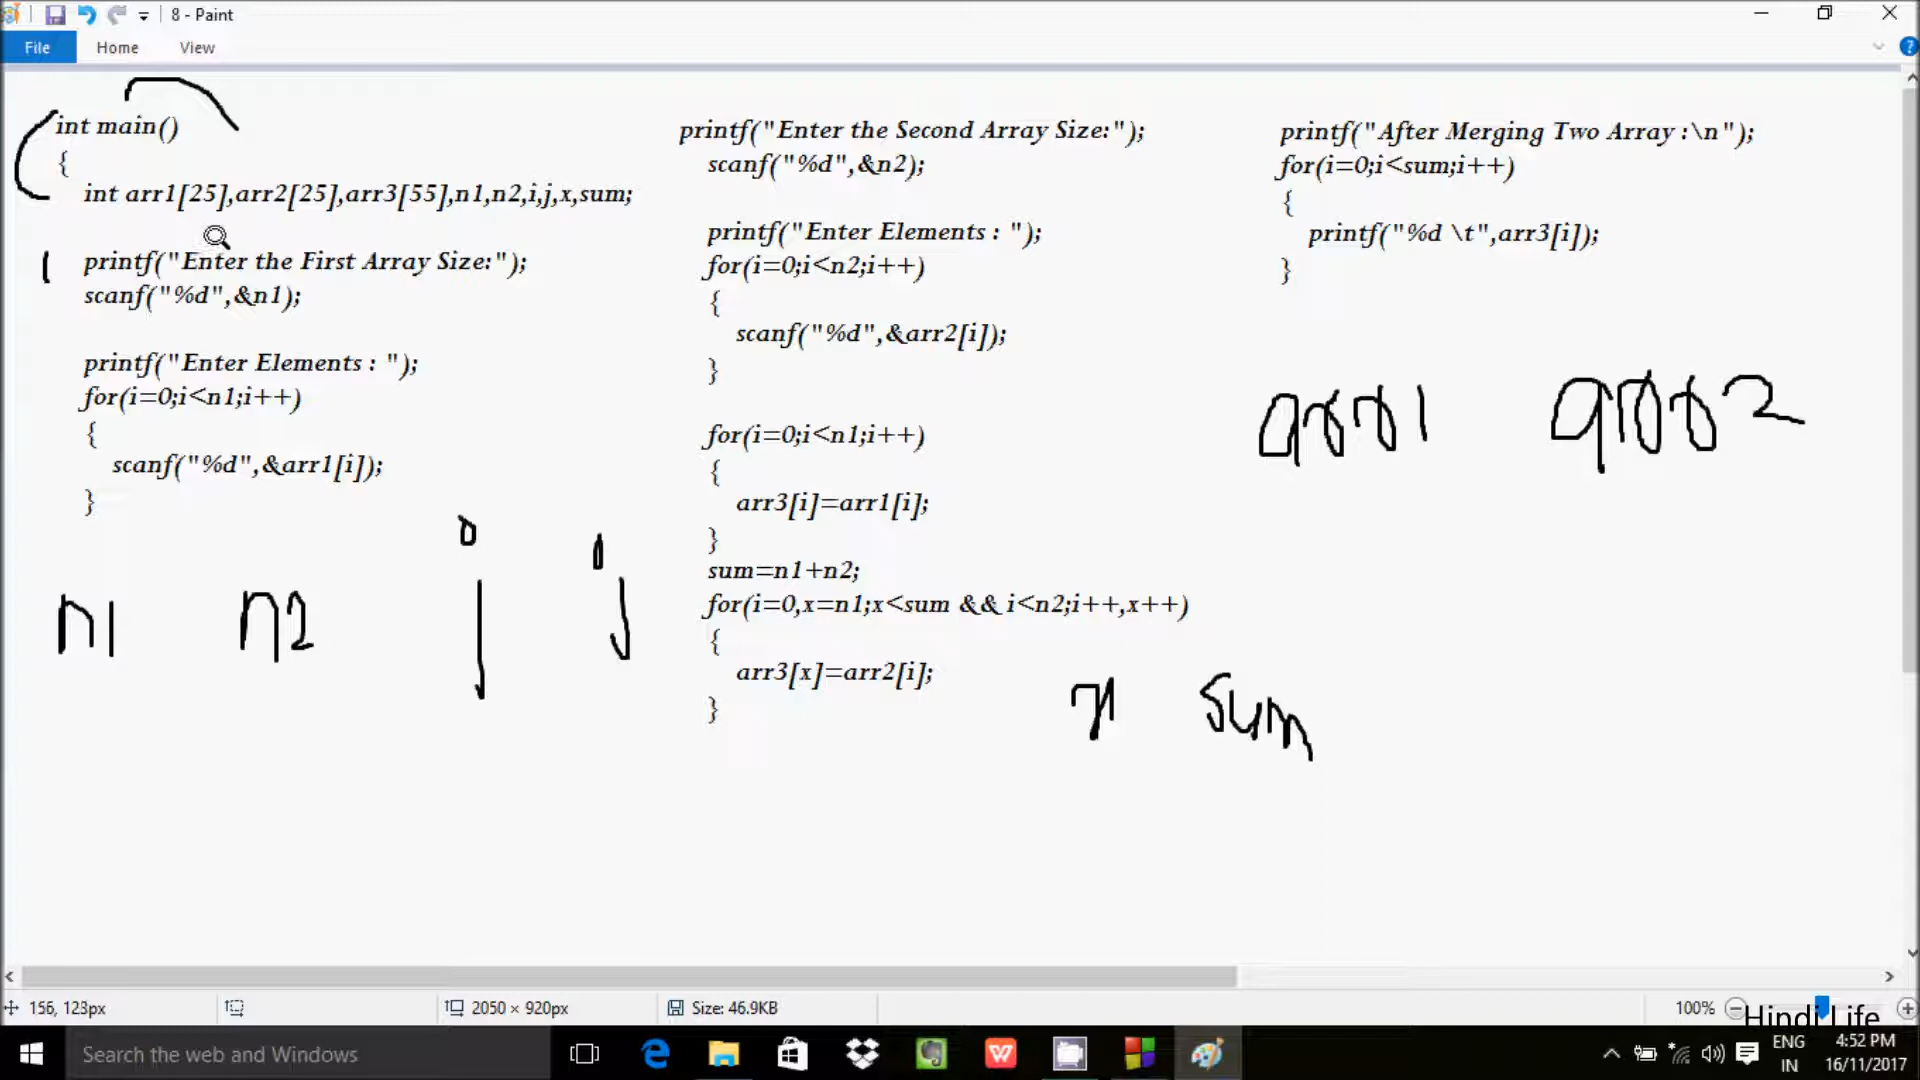 8 - Paint
File Home View
int main()
{
int arr1[25],arr2[25],arr3[55],n1,n2,i,j,x,sum;
printf("Enter the First Array Size:");
scanf("%d",&n1);
printf("Enter Elements : ");
for(i=0;i<n1;i++)
{
scanf("%d",&arr1[i]);
}
n1 n2 i j
printf("Enter the Second Array Size:");
scanf("%d",&n2);
printf("Enter Elements : ");
for(i=0;i<n2;i++)
{
scanf("%d",&arr2[i]);
}
for(i=0;i<n1;i++)
{
arr3[i]=arr1[i];
}
sum=n1+n2;
for(i=0,x=n1;x<sum && i<n2;i++,x++)
{
arr3[x]=arr2[i];
}
x sum
printf("After Merging Two Array :\n");
for(i=0;i<sum;i++)
{
printf("%d \t",arr3[i]);
}
arr1 arr2
156, 123px 2050 × 920px Size: 46.9KB 100%
Hindi Life
Search the web and Windows
ENG
IN
4:52 PM
16/11/2017